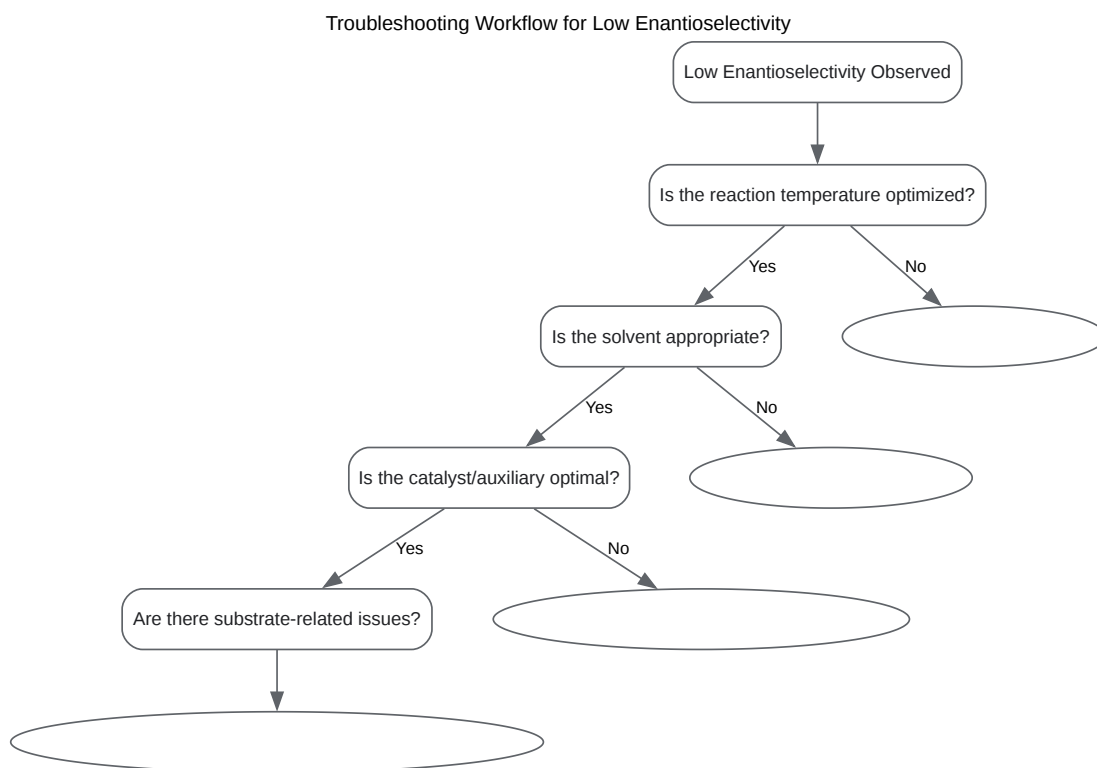 Troubleshooting Workflow for Low Enantioselectivity
Low Enantioselectivity Observed
Is the reaction temperature optimized?
Yes
No
Is the solvent appropriate?
Yes
No
Is the catalyst/auxiliary optimal?
Yes
No
Are there substrate-related issues?